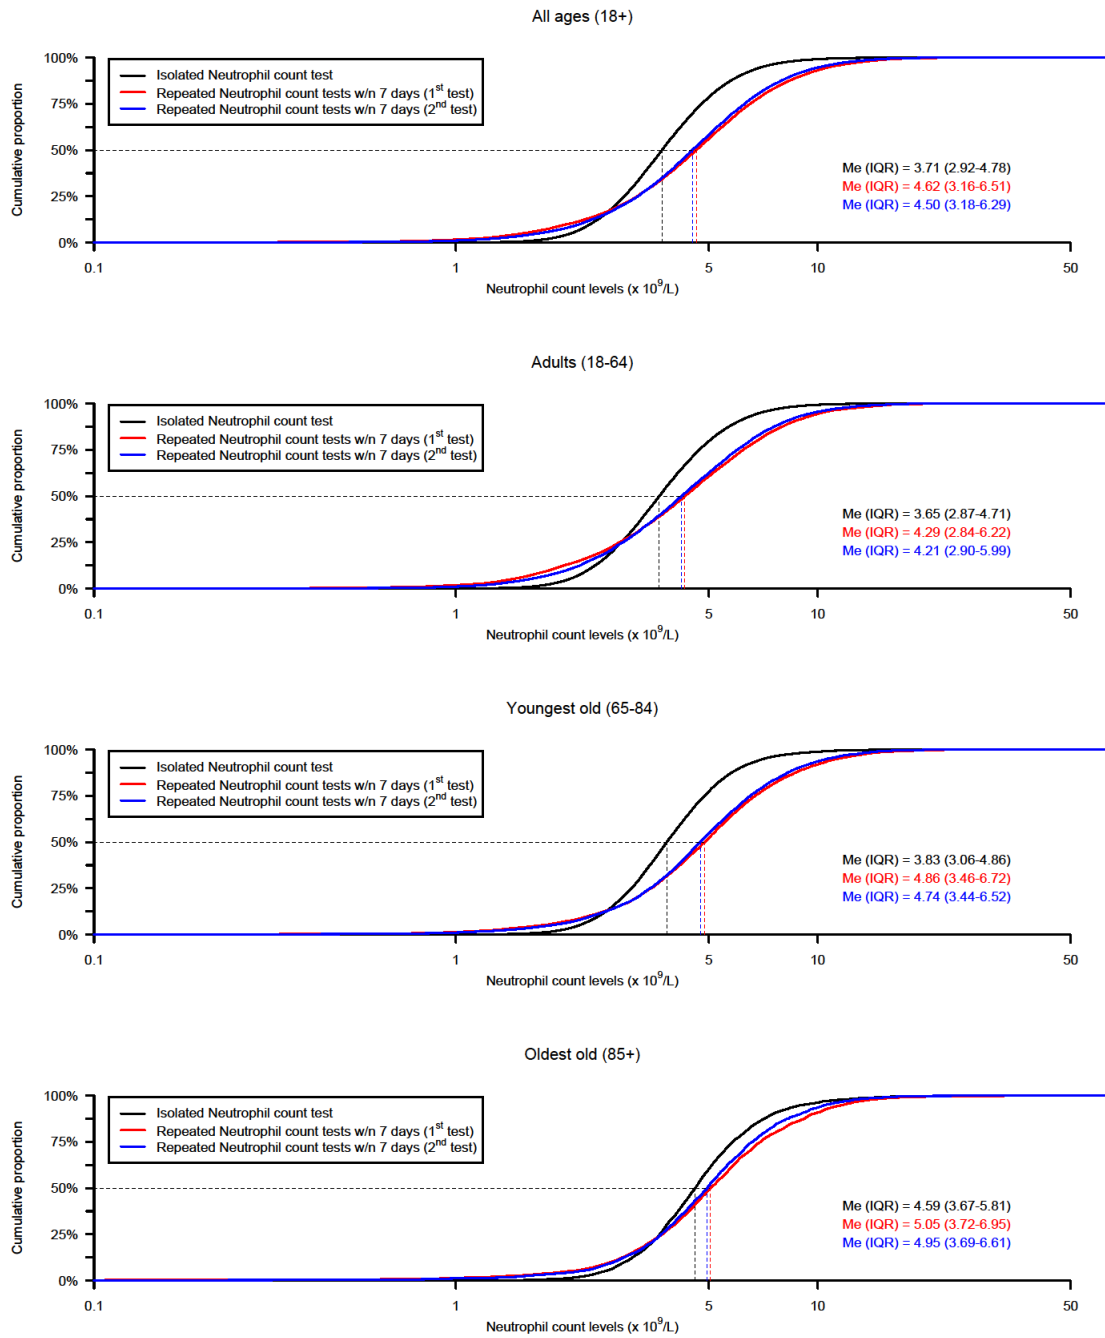 All ages (18+)
Cumulative proportion
100%
75%
50%
25%
0%
Isolated Neutrophil count test
Repeated Neutrophil count tests w/n 7 days (1st test)
Repeated Neutrophil count tests w/n 7 days (2nd test)
Me (IQR) = 3.71 (2.92-4.78)
Me (IQR) = 4.62 (3.16-6.51)
Me (IQR) = 4.50 (3.18-6.29)
0.1 1 5 10 50
Neutrophil count levels (x 10^9/L)
Adults (18-64)
Cumulative proportion
100%
75%
50%
25%
0%
Isolated Neutrophil count test
Repeated Neutrophil count tests w/n 7 days (1st test)
Repeated Neutrophil count tests w/n 7 days (2nd test)
Me (IQR) = 3.65 (2.87-4.71)
Me (IQR) = 4.29 (2.84-6.22)
Me (IQR) = 4.21 (2.90-5.99)
0.1 1 5 10 50
Neutrophil count levels (x 10^9/L)
Youngest old (65-84)
Cumulative proportion
100%
75%
50%
25%
0%
Isolated Neutrophil count test
Repeated Neutrophil count tests w/n 7 days (1st test)
Repeated Neutrophil count tests w/n 7 days (2nd test)
Me (IQR) = 3.83 (3.06-4.86)
Me (IQR) = 4.86 (3.46-6.72)
Me (IQR) = 4.74 (3.44-6.52)
0.1 1 5 10 50
Neutrophil count levels (x 10^9/L)
Oldest old (85+)
Cumulative proportion
100%
75%
50%
25%
0%
Isolated Neutrophil count test
Repeated Neutrophil count tests w/n 7 days (1st test)
Repeated Neutrophil count tests w/n 7 days (2nd test)
Me (IQR) = 4.59 (3.67-5.81)
Me (IQR) = 5.05 (3.72-6.95)
Me (IQR) = 4.95 (3.69-6.61)
0.1 1 5 10 50
Neutrophil count levels (x 10^9/L)